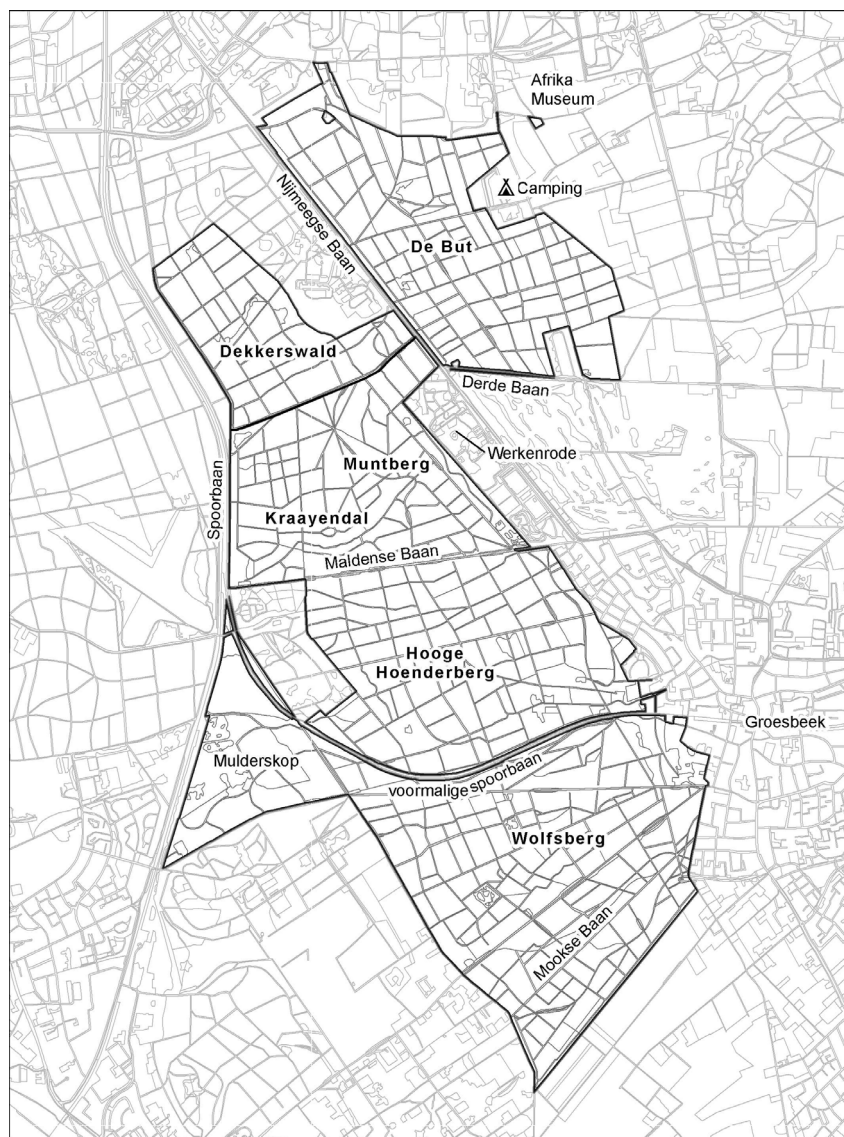 Afrika
Museum
Camping
Nijmeegse Baan
De But
Dekkerswald
Derde Baan
Werkenrode
Muntberg
Spoorbaan
Kraayendal
Maldense Baan
Hooge
Hoenderberg
Groesbeek
Mulderskop
voormalige spoorbaan
Wolfsberg
Mookse Baan